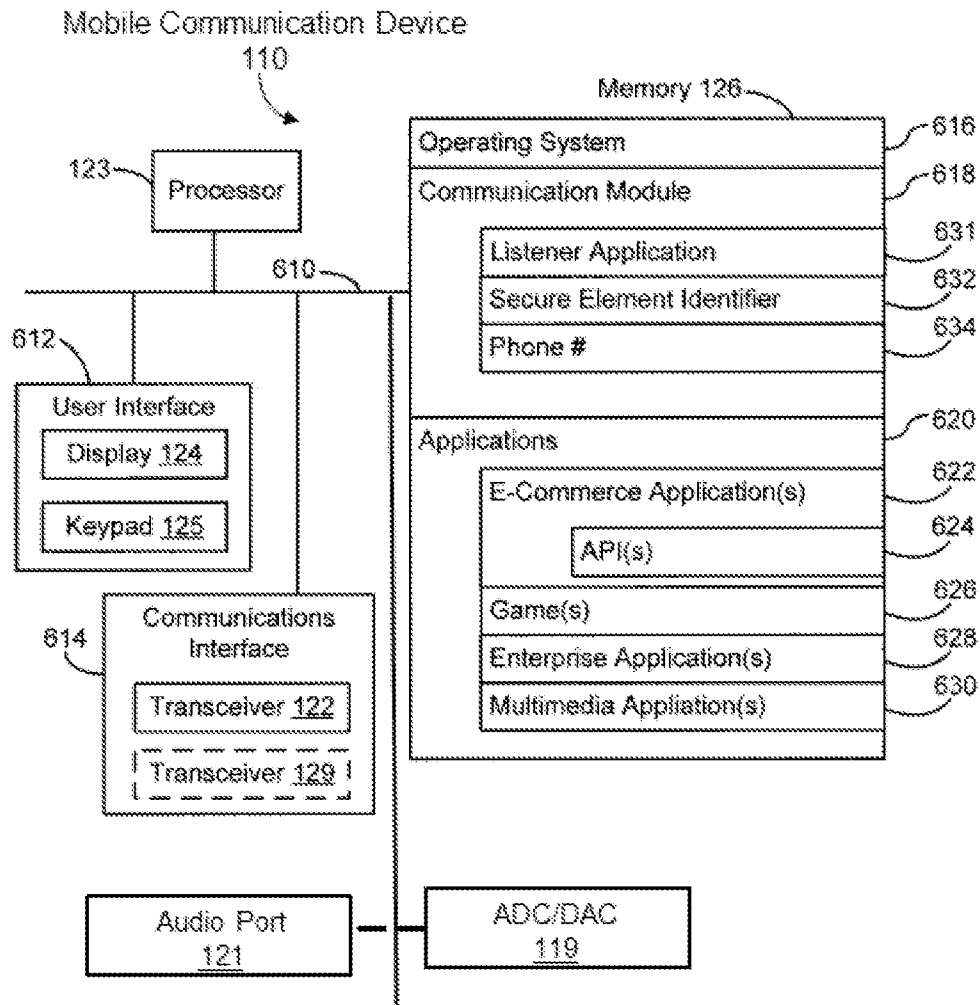 Mobile Communication Device
110
Memory 126
Operating System
616
123
Processor
Communication Module
618
Listener Application
631
610
Secure Element Identifier
632
Phone #
634
612
User Interface
Display 124
Keypad 125
Applications
620
E-Commerce Application(s)
622
API(s)
624
Game(s)
626
Enterprise Application(s)
628
Multimedia Appliation(s)
630
614
Communications
Interface
Transceiver 122
Transceiver 129
Audio Port
121
ADC/DAC
119